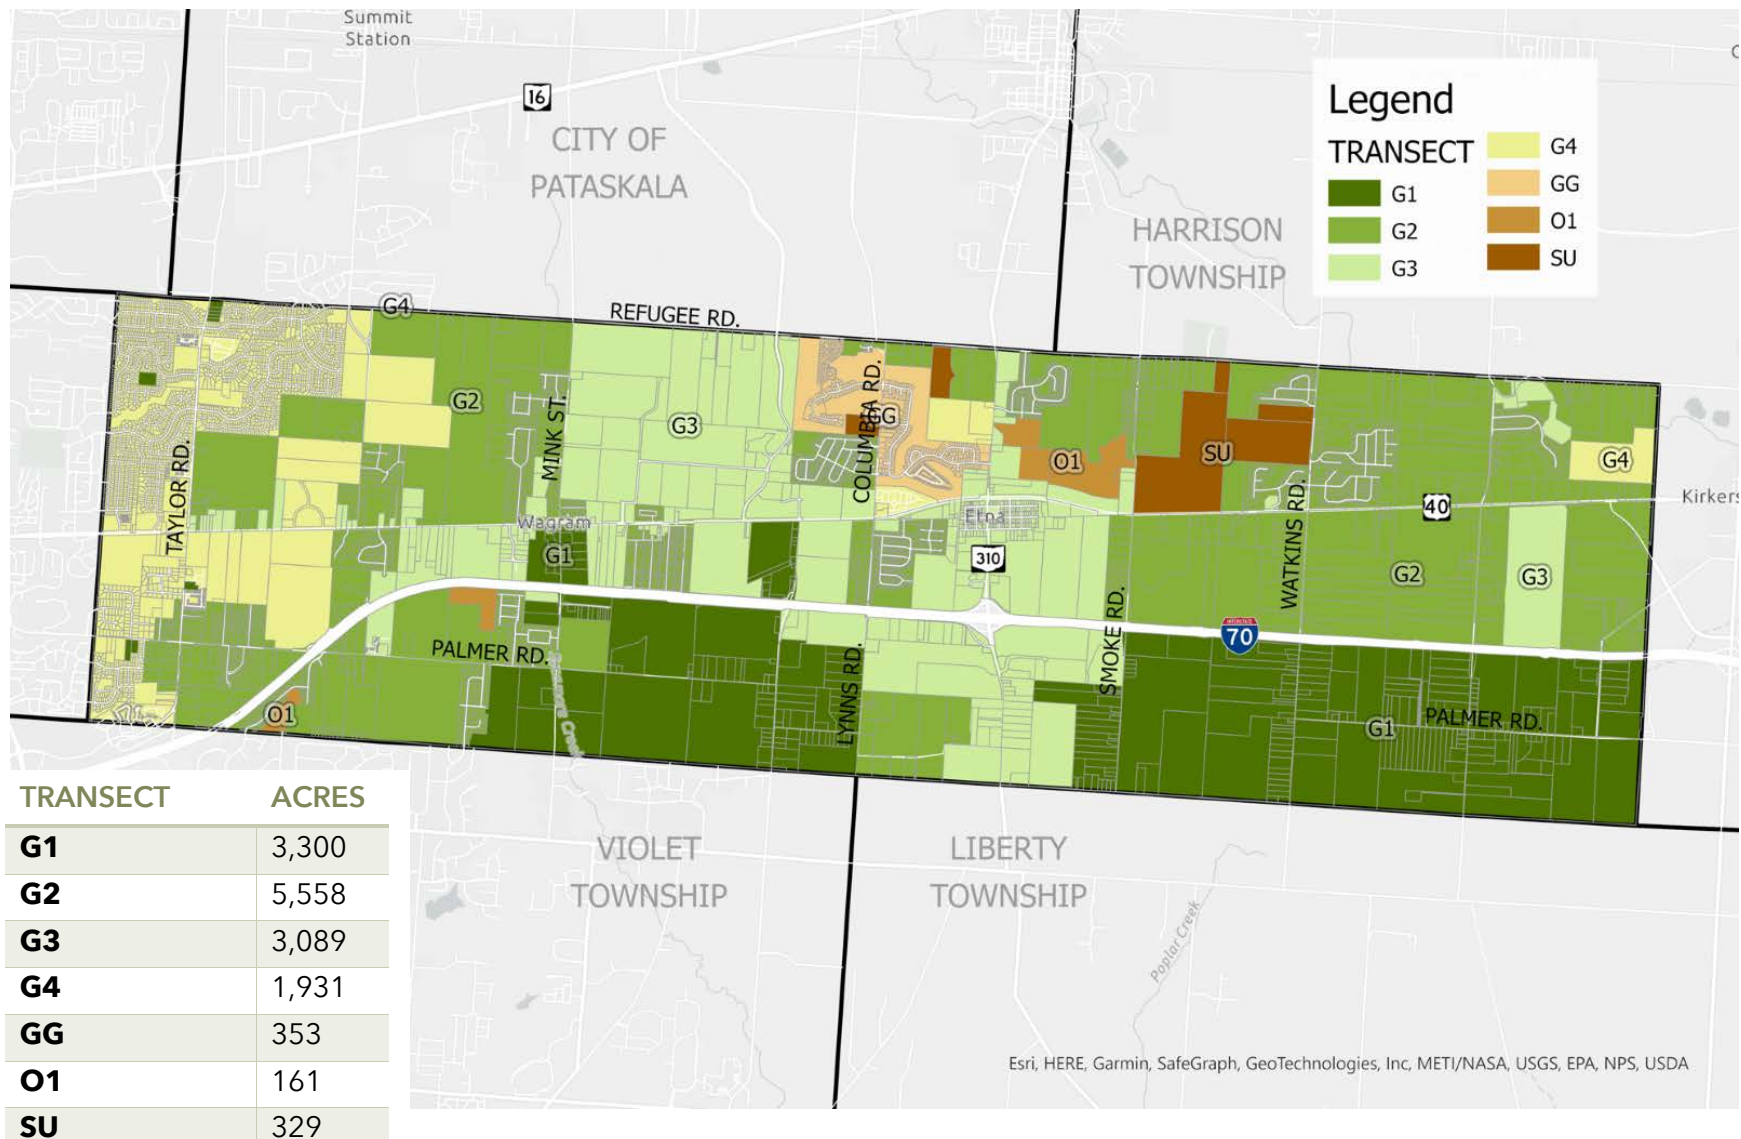 Summit
Station
16
CITY OF
PATASKALA
HARRISON
TOWNSHIP
Legend
TRANSECT
G1
G2
G3
G4
GG
O1
SU
G4
REFUGEE RD.
G2
MINK ST.
G3
COLUMBIA RD.
GG
O1
SU
G4
TAYLOR RD.
WATKINS RD.
40
Kirkers
Wagram
Etna
G1
310
G2
G3
70
PALMER RD.
SMOKE RD.
LYNNS RD.
O1
G1
PALMER RD.
VIOLET
TOWNSHIP
LIBERTY
TOWNSHIP
Poplar Creek
Esri, HERE, Garmin, SafeGraph, GeoTechnologies, Inc, METI/NASA, USGS, EPA, NPS, USDA
TRANSECT ACRES
G1 3,300
G2 5,558
G3 3,089
G4 1,931
GG 353
O1 161
SU 329